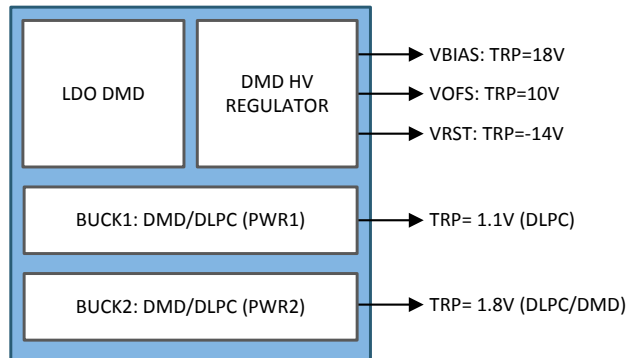 LDO DMD
DMD HV
REGULATOR
VBIAS: TRP=18V
VOFS: TRP=10V
VRST: TRP=-14V
BUCK1: DMD/DLPC (PWR1)
TRP= 1.1V (DLPC)
BUCK2: DMD/DLPC (PWR2)
TRP= 1.8V (DLPC/DMD)